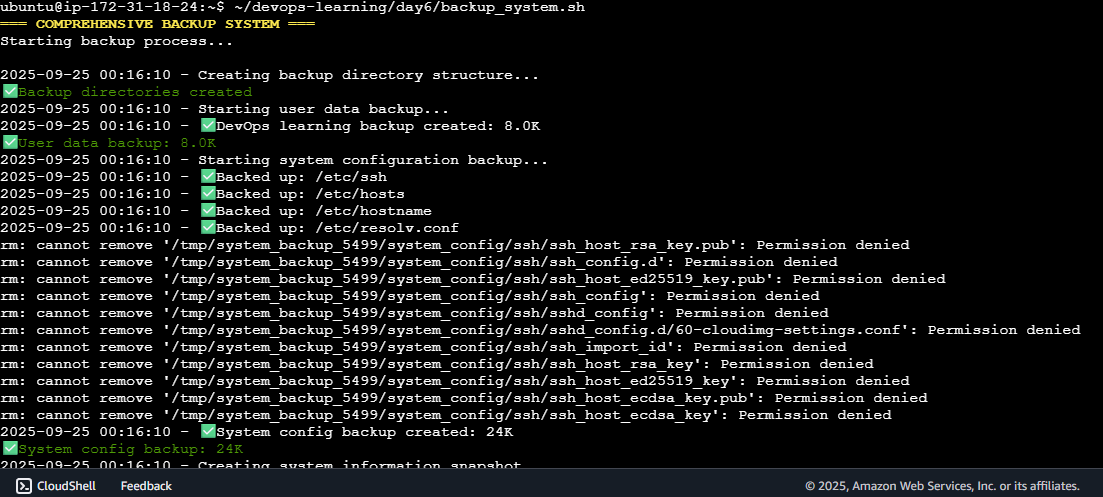 ubuntu@ip-172-31-18-24:~$ ~/devops-learning/day6/backup_system.sh
=== COMPREHENSIVE BACKUP SYSTEM ===
Starting backup process...
2025-09-25 00:16:10 - Creating backup directory structure...
✅Backup directories created
2025-09-25 00:16:10 - Starting user data backup...
2025-09-25 00:16:10 - ✅DevOps learning backup created: 8.0K
✅User data backup: 8.0K
2025-09-25 00:16:10 - Starting system configuration backup...
2025-09-25 00:16:10 - ✅Backed up: /etc/ssh
2025-09-25 00:16:10 - ✅Backed up: /etc/hosts
2025-09-25 00:16:10 - ✅Backed up: /etc/hostname
2025-09-25 00:16:10 - ✅Backed up: /etc/resolv.conf
rm: cannot remove '/tmp/system_backup_5499/system_config/ssh/ssh_host_rsa_key.pub': Permission denied
rm: cannot remove '/tmp/system_backup_5499/system_config/ssh/ssh_config.d': Permission denied
rm: cannot remove '/tmp/system_backup_5499/system_config/ssh/ssh_host_ed25519_key.pub': Permission denied
rm: cannot remove '/tmp/system_backup_5499/system_config/ssh/ssh_config': Permission denied
rm: cannot remove '/tmp/system_backup_5499/system_config/ssh/sshd_config': Permission denied
rm: cannot remove '/tmp/system_backup_5499/system_config/ssh/sshd_config.d/60-cloudimg-settings.conf': Permission denied
rm: cannot remove '/tmp/system_backup_5499/system_config/ssh/ssh_import_id': Permission denied
rm: cannot remove '/tmp/system_backup_5499/system_config/ssh/ssh_host_rsa_key': Permission denied
rm: cannot remove '/tmp/system_backup_5499/system_config/ssh/ssh_host_ed25519_key': Permission denied
rm: cannot remove '/tmp/system_backup_5499/system_config/ssh/ssh_host_ecdsa_key.pub': Permission denied
rm: cannot remove '/tmp/system_backup_5499/system_config/ssh/ssh_host_ecdsa_key': Permission denied
2025-09-25 00:16:10 - ✅System config backup created: 24K
✅System config backup: 24K
2025-09-25 00:16:10 - Creating system information snapshot
CloudShell Feedback © 2025, Amazon Web Services, Inc. or its affiliates.